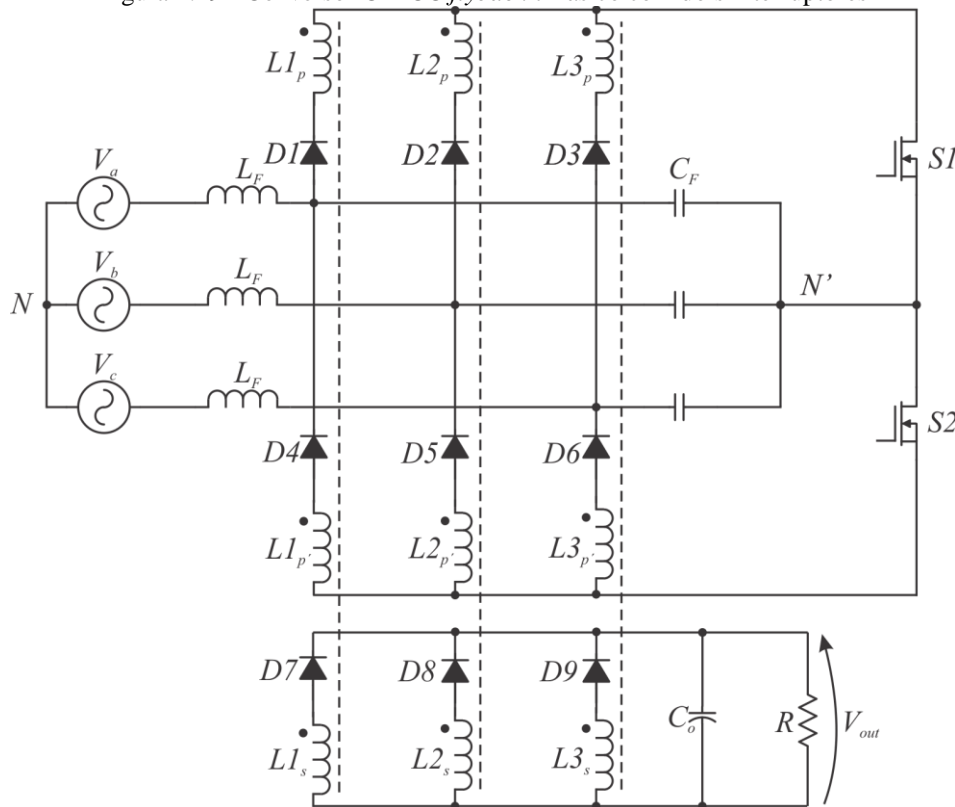 L1p
L2p
L3p
D1
D2
D3
S1
Va
LF
CF
Vb
LF
N
N'
Vc
LF
S2
D4
D5
D6
L1p'
L2p'
L3p'
D7
D8
D9
Co
R
Vout
L1s
L2s
L3s